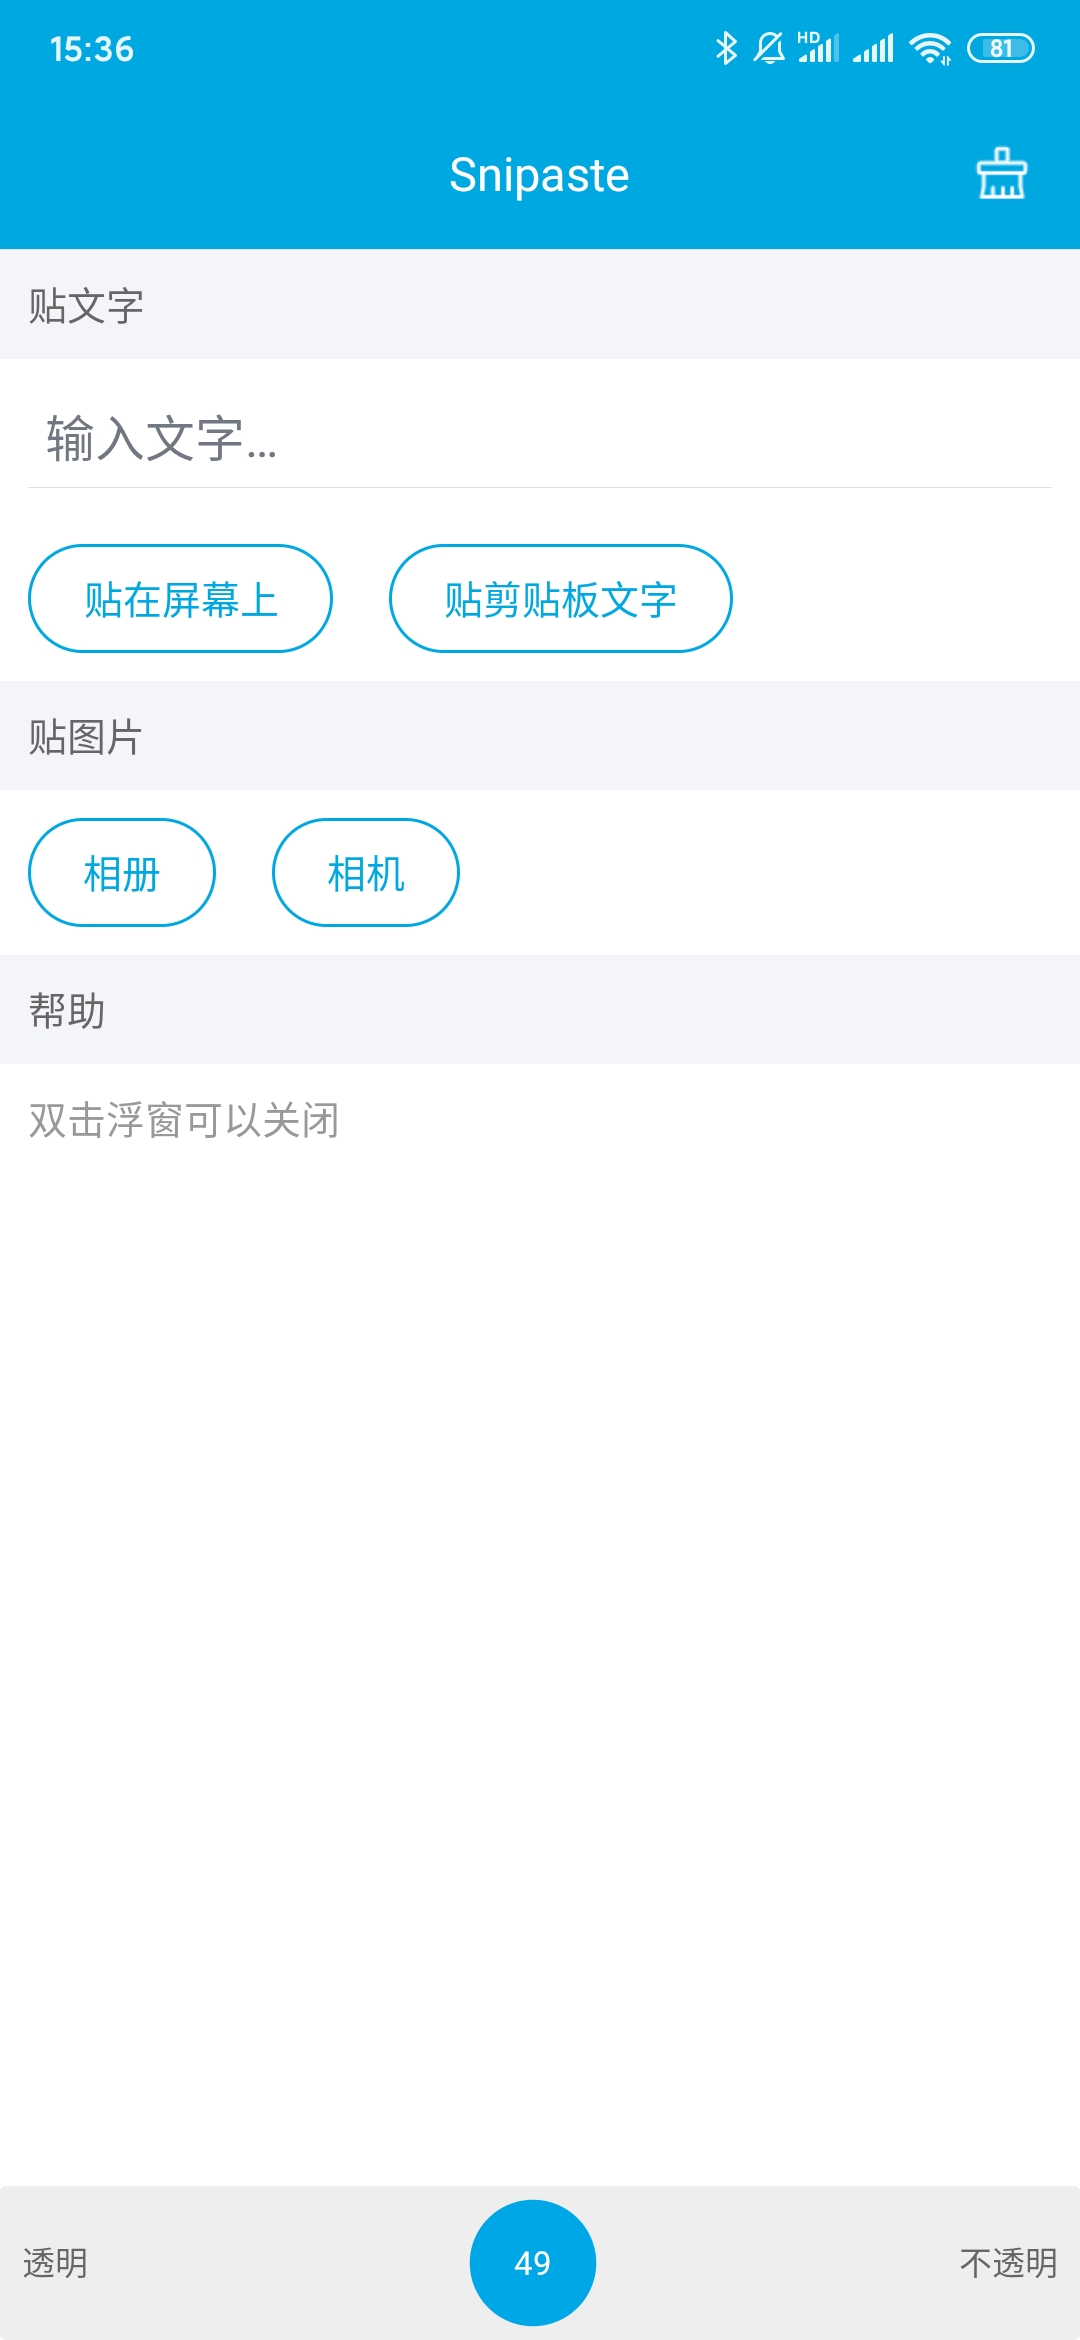 15:36
HD
81
Snipaste
贴文字
输入文字...
贴在屏幕上
贴剪贴板文字
贴图片
相册
相机
帮助
双击浮窗可以关闭
透明
49
不透明